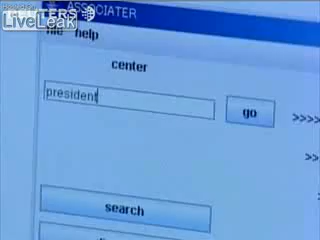 ASSOCIATER
LiveLeak
file help
center
president
go
>>>>
>>
>
search